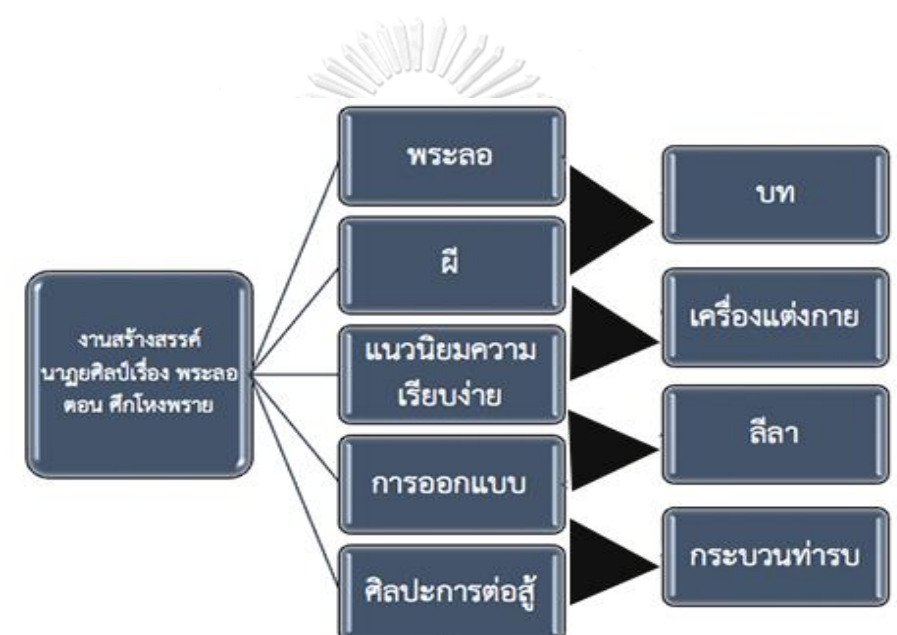 งานสร้างสรรค์
นาฏยศิลป์เรื่อง พระลอ
ตอน ศึกโหงพราย
พระลอ
ผี
แนวนิยมความ
เรียบง่าย
การออกแบบ
ศิลปะการต่อสู้
บท
เครื่องแต่งกาย
ลีลา
กระบวนท่ารบ